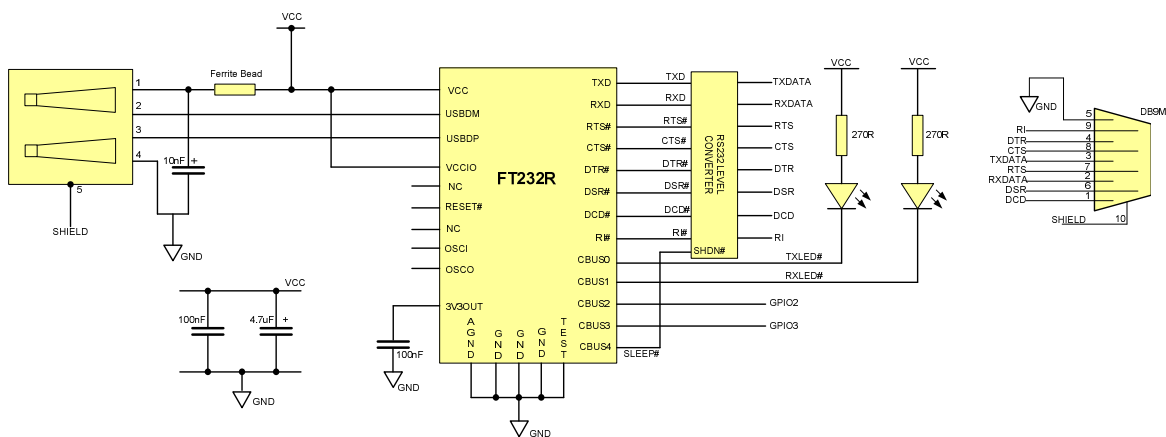 VCC
Ferrite Bead
1
2
3
4
5
SHIELD
10nF +
GND
VCC
100nF
4.7uF +
GND
FT232R
VCC
USBDM
USBDP
VCCIO
NC
RESET#
NC
OSCI
OSCO
3V3OUT
100nF
GND
AGND
GND
GND
GND
TEST
GND
TXD
RXD
RTS#
CTS#
DTR#
DSR#
DCD#
RI#
CBUS0
CBUS1
CBUS2
CBUS3
CBUS4
TXD
RXD
RTS#
CTS#
DTR#
DSR#
DCD#
RI#
SLEEP#
RS232 LEVEL
CONVERTER
SHDN#
TXDATA
RXDATA
RTS
CTS
DTR
DSR
DCD
RI
TXLED#
RXLED#
GPIO2
GPIO3
VCC
270R
VCC
270R
GND
DB9M
5
RI 9
DTR 4
CTS 8
TXDATA 3
RTS 7
RXDATA 2
DSR 6
DCD 1
SHIELD 10